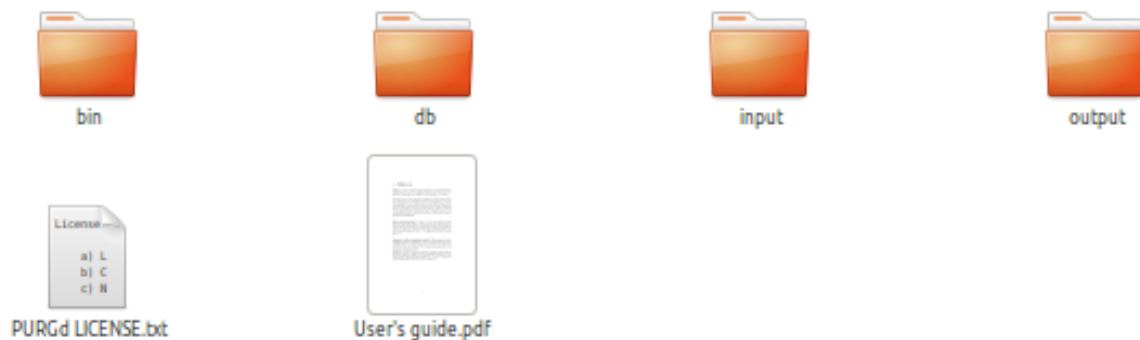 bin
db
input
output
License
a) L
b) C
c) N
PURGd LICENSE.txt
User's guide.pdf